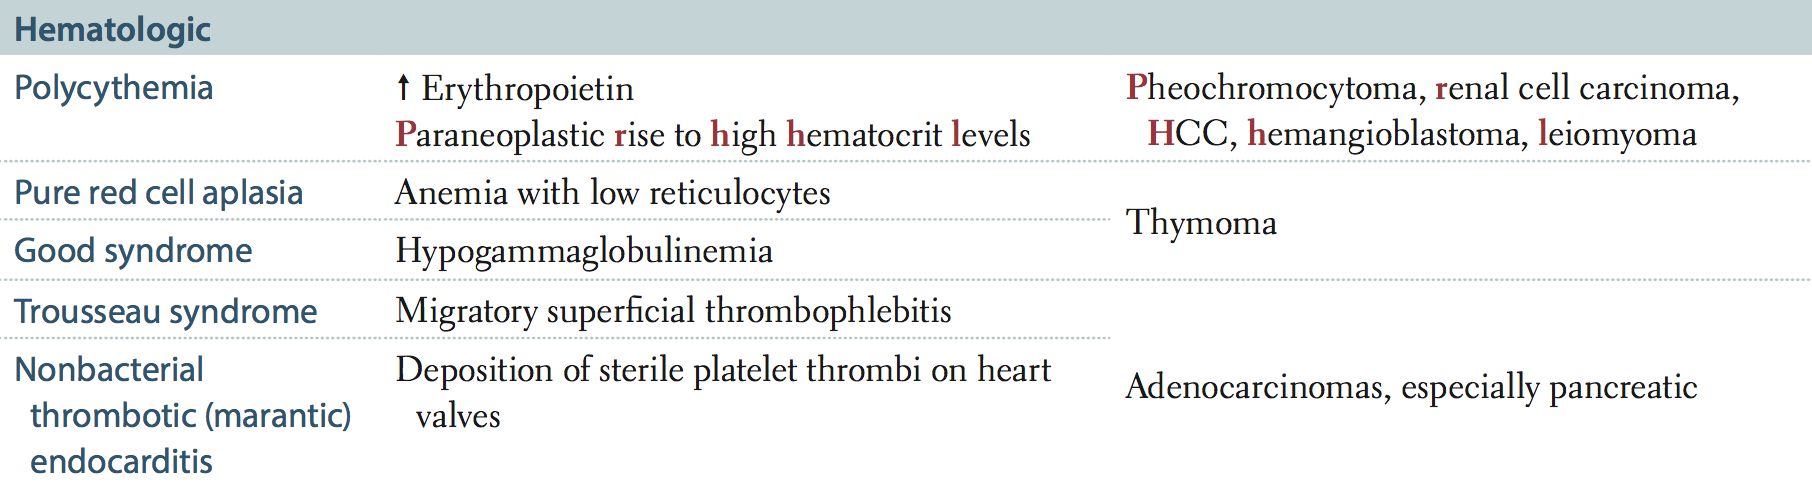 Hematologic
Polycythemia
↑ Erythropoietin
Paraneoplastic rise to high hematocrit levels
Pheochromocytoma, renal cell carcinoma,
HCC, hemangioblastoma, leiomyoma
Pure red cell aplasia
Anemia with low reticulocytes
Thymoma
Good syndrome
Hypogammaglobulinemia
Trousseau syndrome
Migratory superficial thrombophlebitis
Adenocarcinomas, especially pancreatic
Nonbacterial
thrombotic (marantic)
endocarditis
Deposition of sterile platelet thrombi on heart
valves